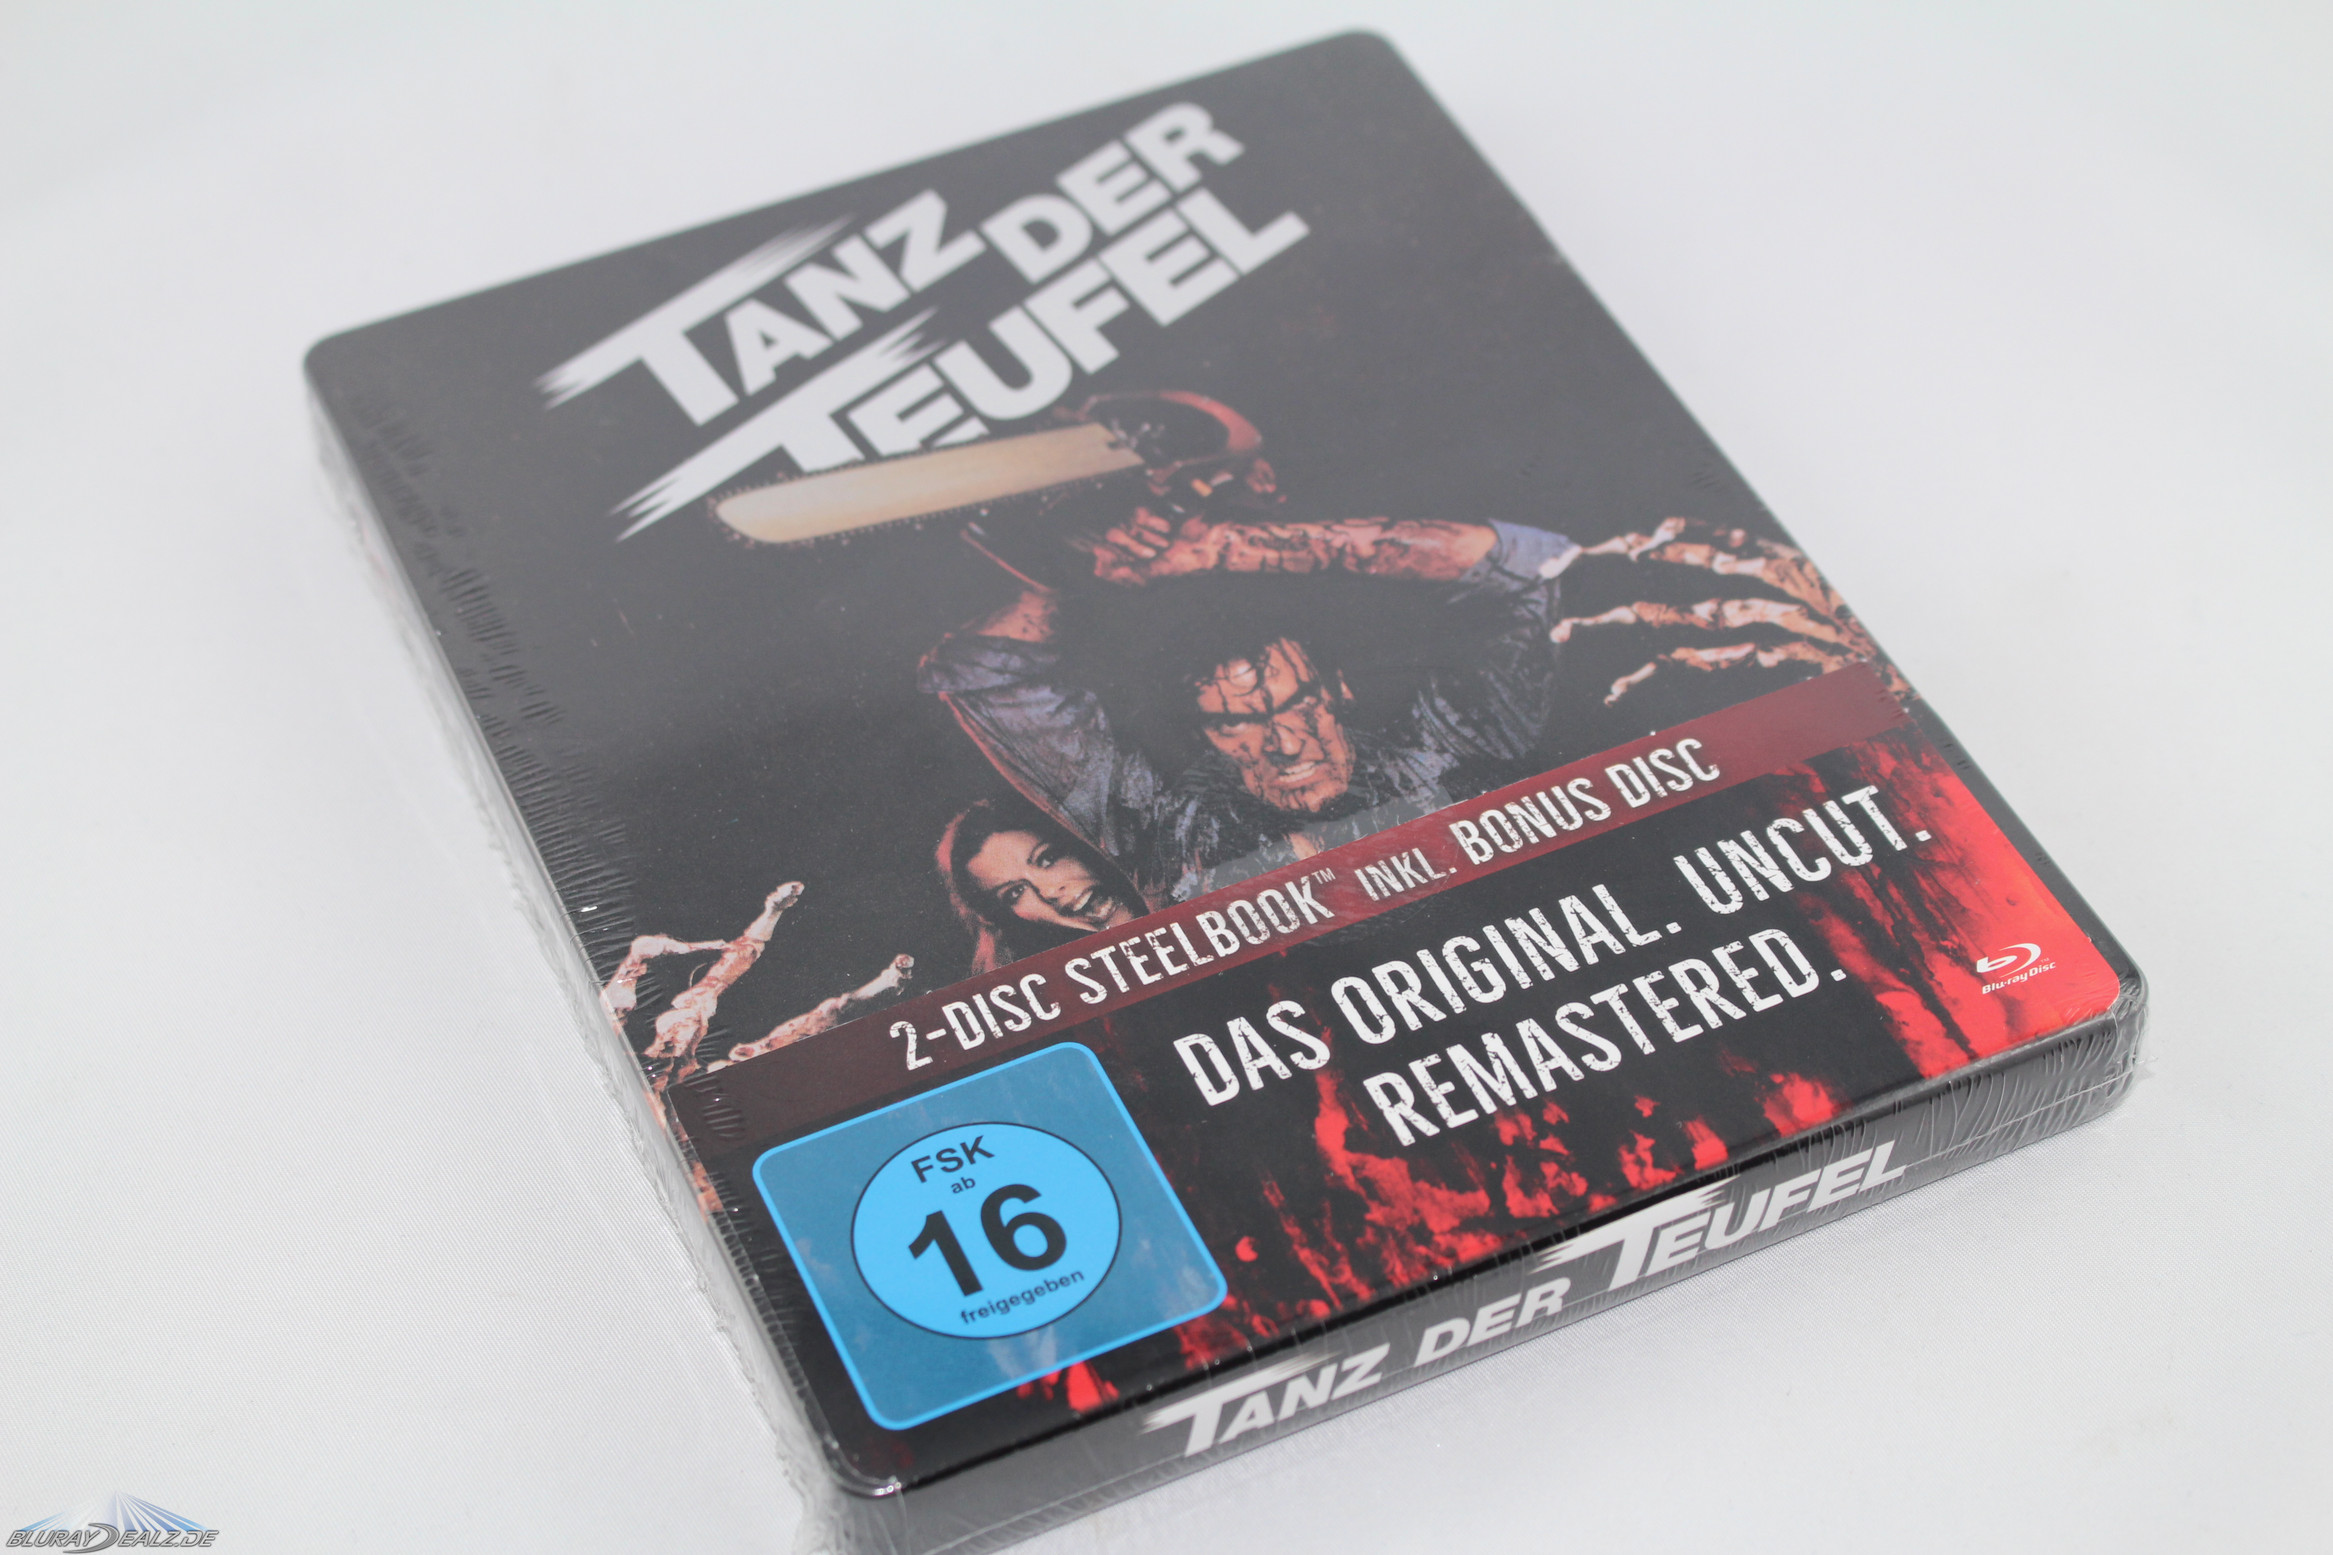 TANZ DER
TEUFEL
2-DISC STEELBOOK™ INKL. BONUS DISC
DAS ORIGINAL. UNCUT.
REMASTERED.
Blu-ray Disc
FSK
ab
16
freigegeben
TANZ DER TEUFEL
BLURAYDEALZ.DE